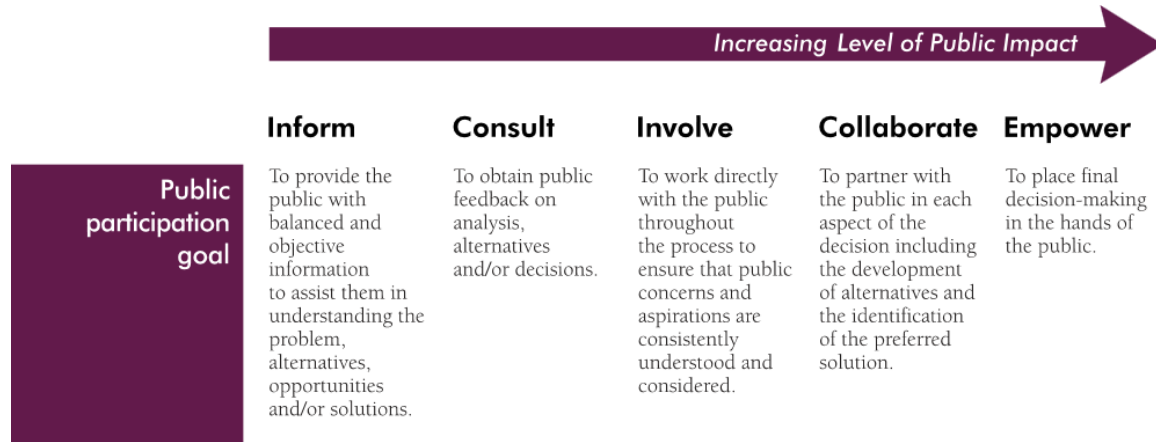 Increasing Level of Public Impact
Inform
Consult
Involve
Collaborate
Empower
Public
participation
goal
To provide the
public with
balanced and
objective
information
to assist them in
understanding the
problem,
alternatives,
opportunities
and/or solutions.
To obtain public
feedback on
analysis,
alternatives
and/or decisions.
To work directly
with the public
throughout
the process to
ensure that public
concerns and
aspirations are
consistently
understood and
considered.
To partner with
the public in each
aspect of the
decision including
the development
of alternatives and
the identification
of the preferred
solution.
To place final
decision-making
in the hands of
the public.